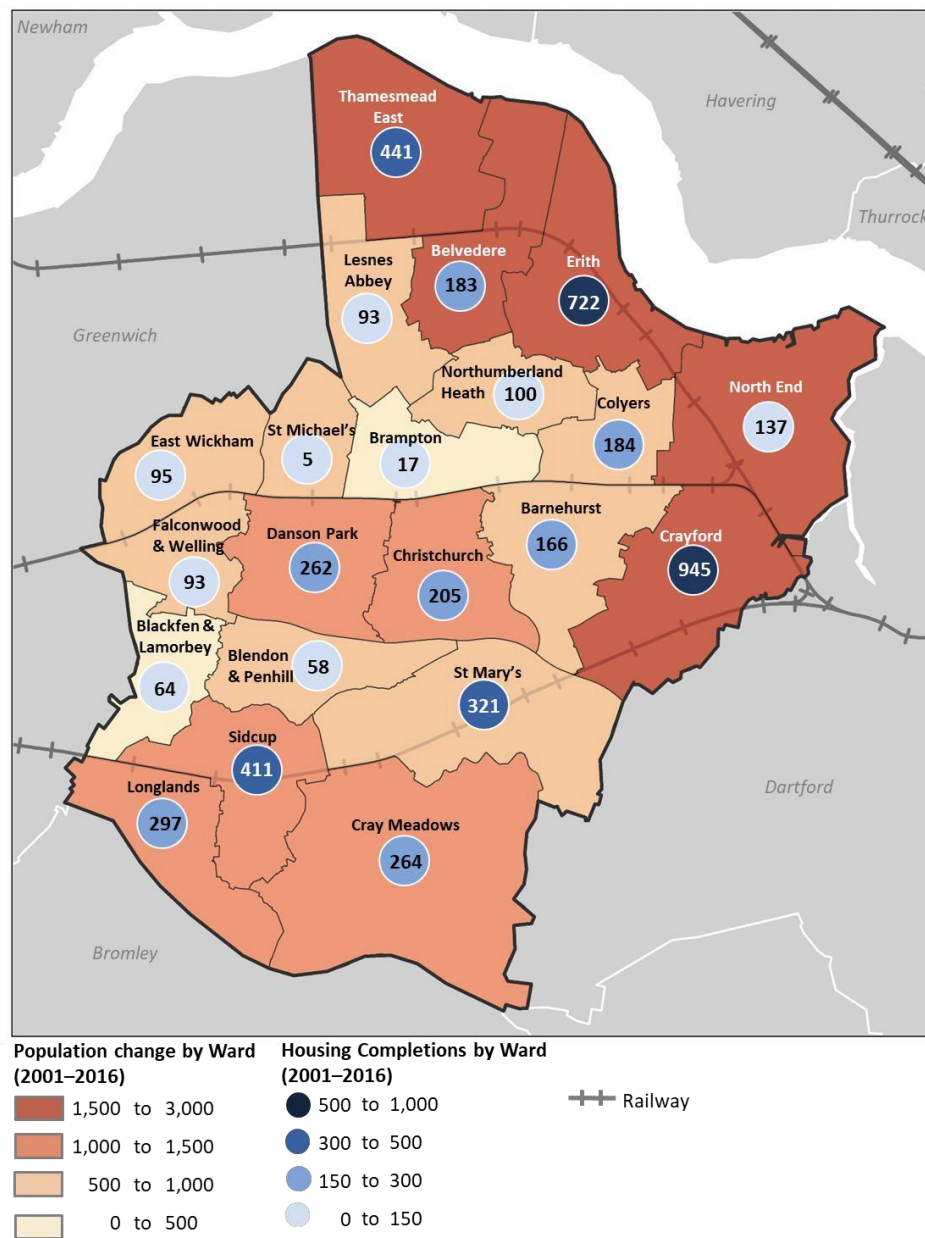 Newham
Havering
Thurrock
Greenwich
Dartford
Bromley
Thamesmead
East
441
Lesnes
Abbey
93
Belvedere
183
Erith
722
Northumberland
Heath
100
Colyers
184
North End
137
East Wickham
95
St Michael's
5
Brampton
17
Falconwood
& Welling
93
Danson Park
262
Christchurch
205
Barnehurst
166
Crayford
945
Blackfen &
Lamorbey
64
Blendon
& Penhill
58
St Mary's
321
Sidcup
411
Longlands
297
Cray Meadows
264
Population change by Ward
(2001–2016)
1,500 to 3,000
1,000 to 1,500
500 to 1,000
0 to 500
Housing Completions by Ward
(2001–2016)
500 to 1,000
300 to 500
150 to 300
0 to 150
Railway